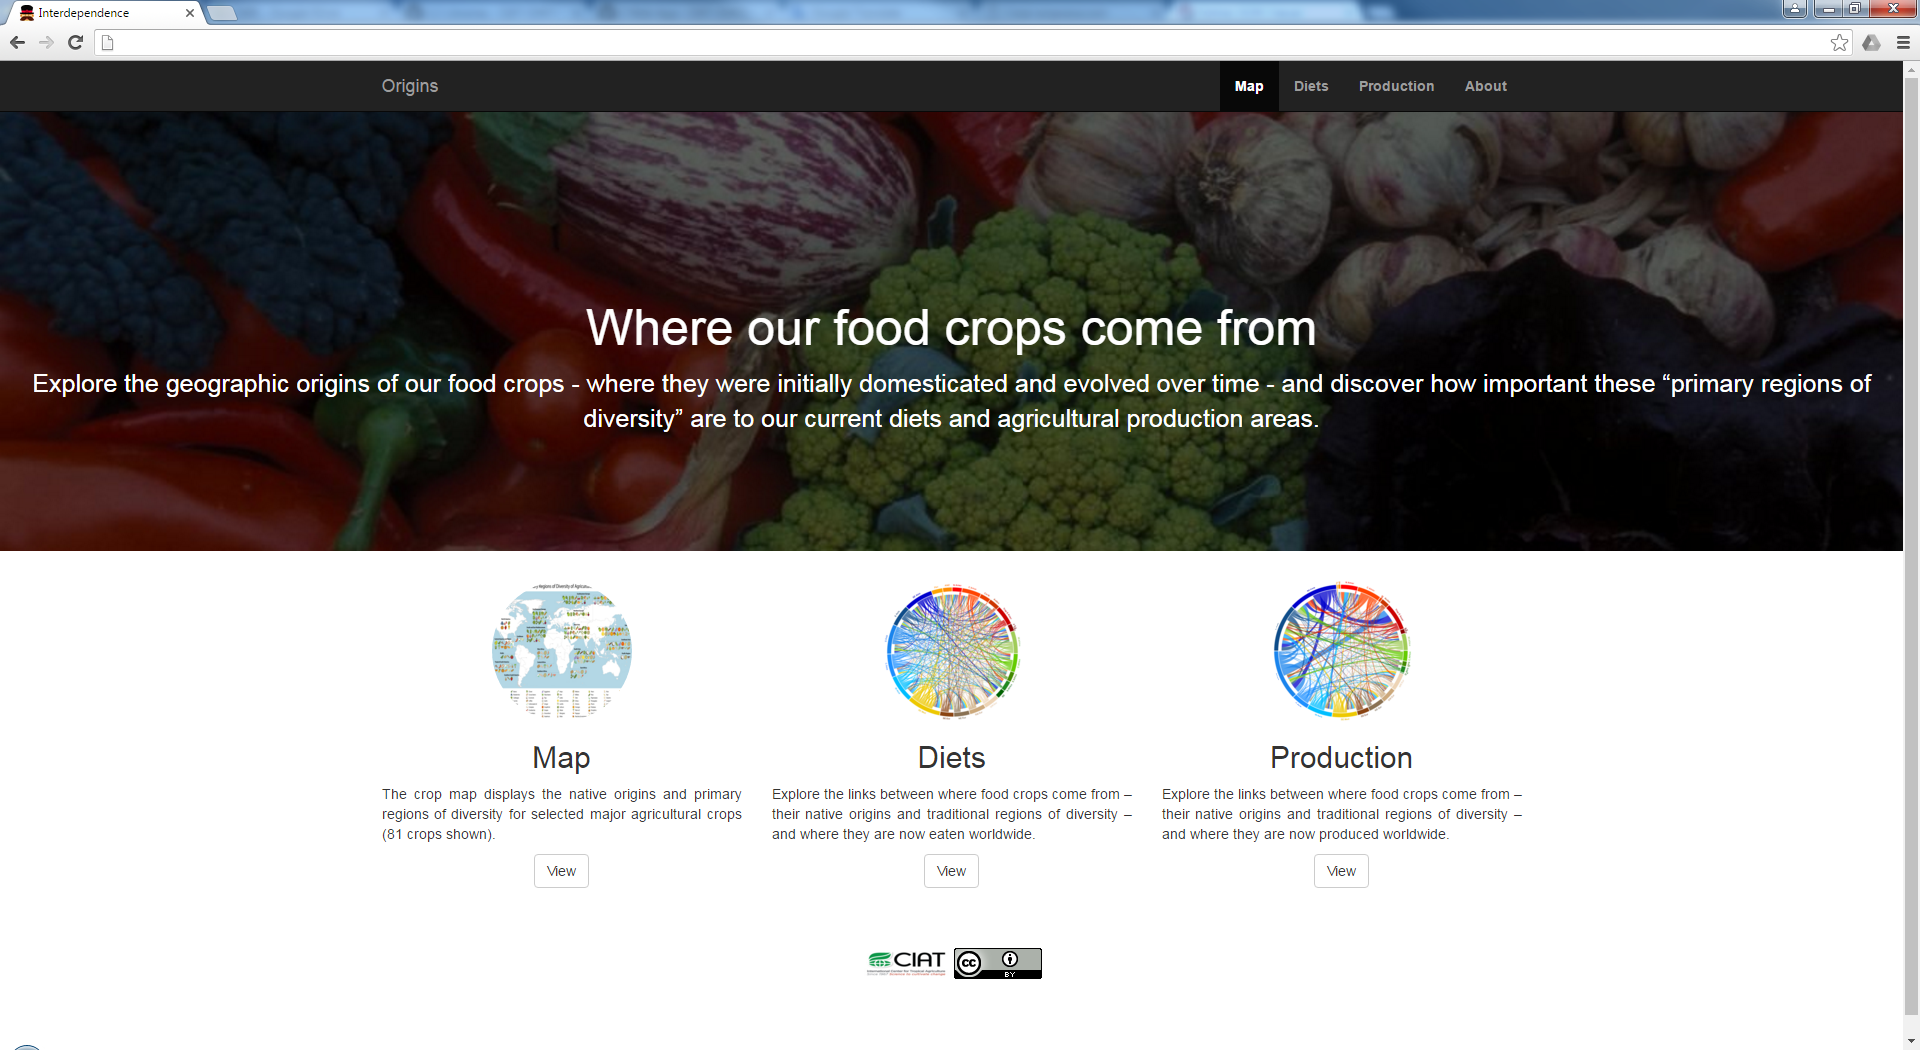 Interdependence
Origins
Map Diets Production About
Where our food crops come from
Explore the geographic origins of our food crops - where they were initially domesticated and evolved over time - and discover how important these “primary regions of
diversity” are to our current diets and agricultural production areas.
Map
The crop map displays the native origins and primary
regions of diversity for selected major agricultural crops
(81 crops shown).
View
Diets
Explore the links between where food crops come from –
their native origins and traditional regions of diversity –
and where they are now eaten worldwide.
View
Production
Explore the links between where food crops come from –
their native origins and traditional regions of diversity –
and where they are now produced worldwide.
View
CIAT
cc
BY